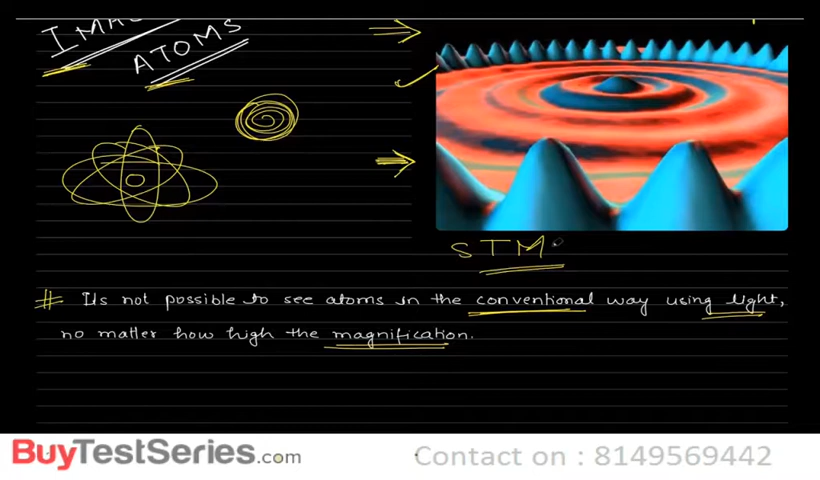 ATOMS
STM
# Its not possible to see atoms in the conventional way using light,
no matter how high the magnification.
BuyTestSeries.com
Contact on : 8149569442